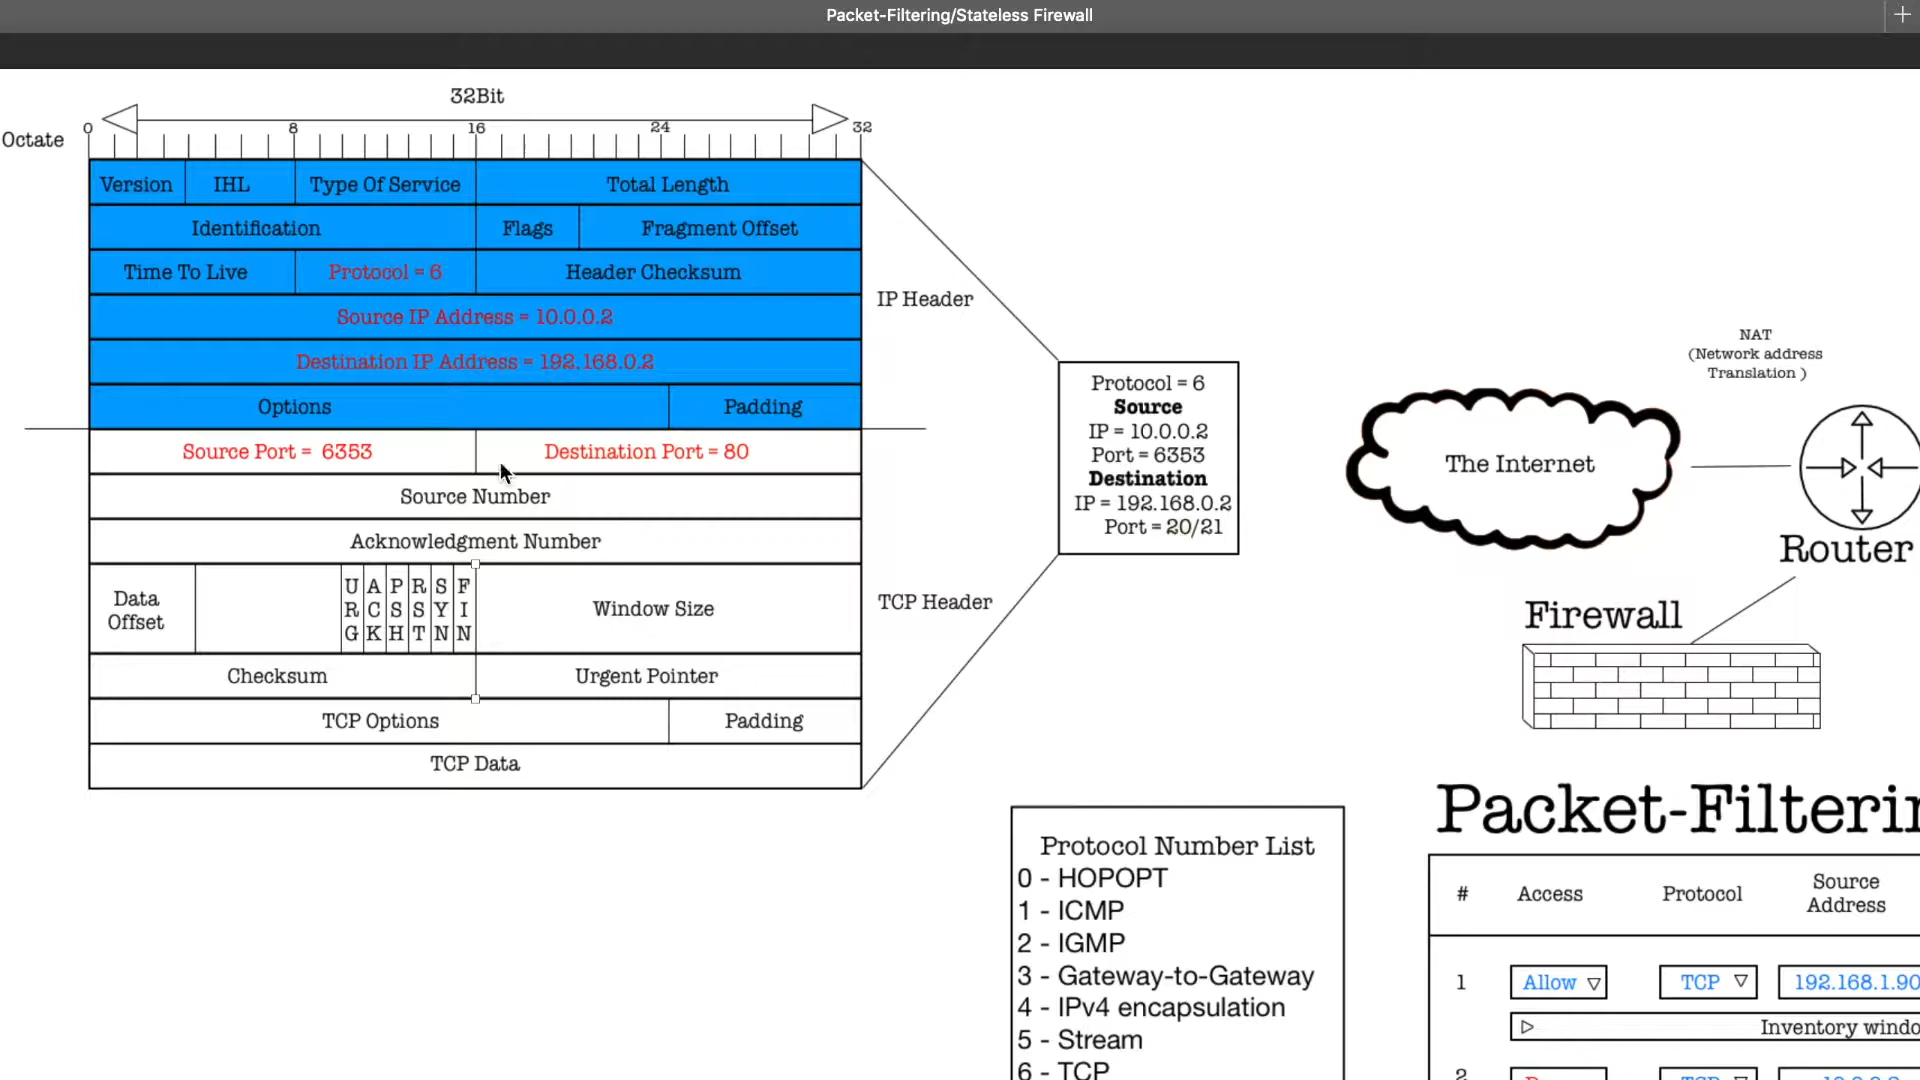 Packet-Filtering/Stateless Firewall
32Bit
Octate
0 8 16 24 32
Version IHL Type Of Service Total Length
Identification Flags Fragment Offset
Time To Live Protocol = 6 Header Checksum
Source IP Address = 10.0.0.2
Destination IP Address = 192.168.0.2
Options Padding
IP Header
Source Port = 6353 Destination Port = 80
Source Number
Acknowledgment Number
Data
Offset
URG ACK PSH RST SYN FIN
Window Size
TCP Header
Checksum Urgent Pointer
TCP Options Padding
TCP Data
Protocol = 6
Source
IP = 10.0.0.2
Port = 6353
Destination
IP = 192.168.0.2
Port = 20/21
The Internet
NAT
(Network address
Translation )
Router
Firewall
Protocol Number List
0 - HOPOPT
1 - ICMP
2 - IGMP
3 - Gateway-to-Gateway
4 - IPv4 encapsulation
5 - Stream
6 - TCP
Packet-Filterin
# Access Protocol Source
Address
1 Allow TCP 192.168.1.90
Inventory windo
2